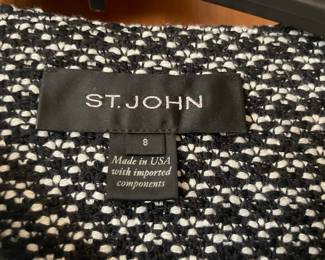 ST. JOHN
8
Made in USA
with imported
components